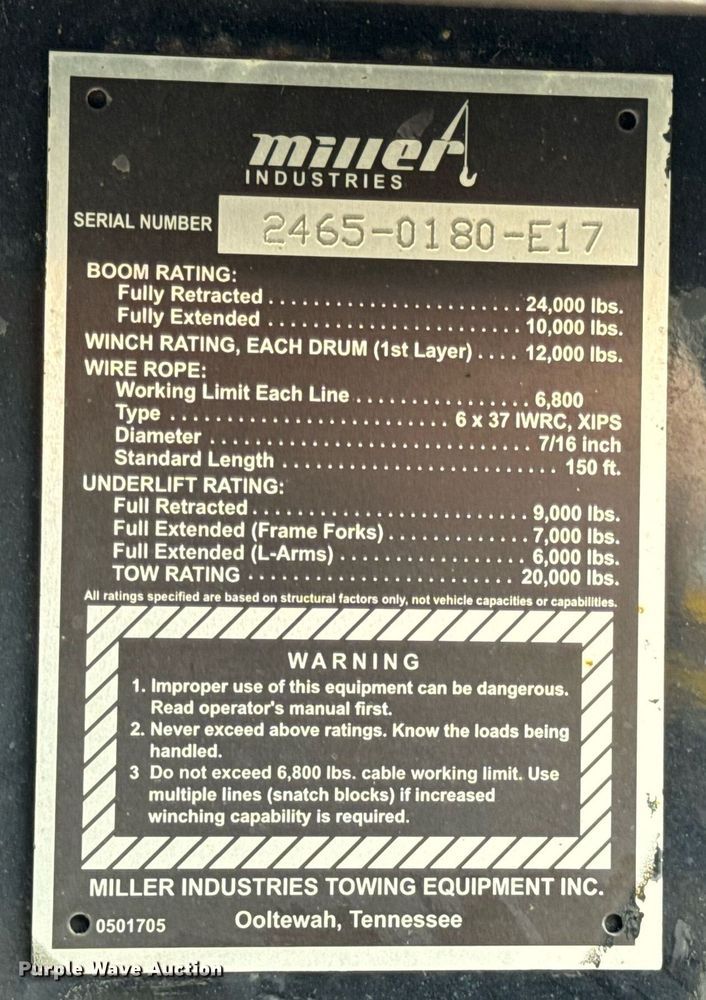 miller
INDUSTRIES
SERIAL NUMBER 2465-0180-E17
BOOM RATING:
Fully Retracted ........................ 24,000 lbs.
Fully Extended ........................ 10,000 lbs.
WINCH RATING, EACH DRUM (1st Layer) .... 12,000 lbs.
WIRE ROPE:
Working Limit Each Line ................ 6,800
Type .......................... 6 x 37 IWRC, XIPS
Diameter .............................. 7/16 inch
Standard Length .......................... 150 ft.
UNDERLIFT RATING:
Full Retracted .......................... 9,000 lbs.
Full Extended (Frame Forks) ............. 7,000 lbs.
Full Extended (L-Arms) .................. 6,000 lbs.
TOW RATING .......................... 20,000 lbs.
All ratings specified are based on structural factors only, not vehicle capacities or capabilities.
WARNING
1. Improper use of this equipment can be dangerous.
Read operator's manual first.
2. Never exceed above ratings. Know the loads being
handled.
3 Do not exceed 6,800 lbs. cable working limit. Use
multiple lines (snatch blocks) if increased
winching capability is required.
MILLER INDUSTRIES TOWING EQUIPMENT INC.
0501705 Ooltewah, Tennessee
Purple Wave Auction